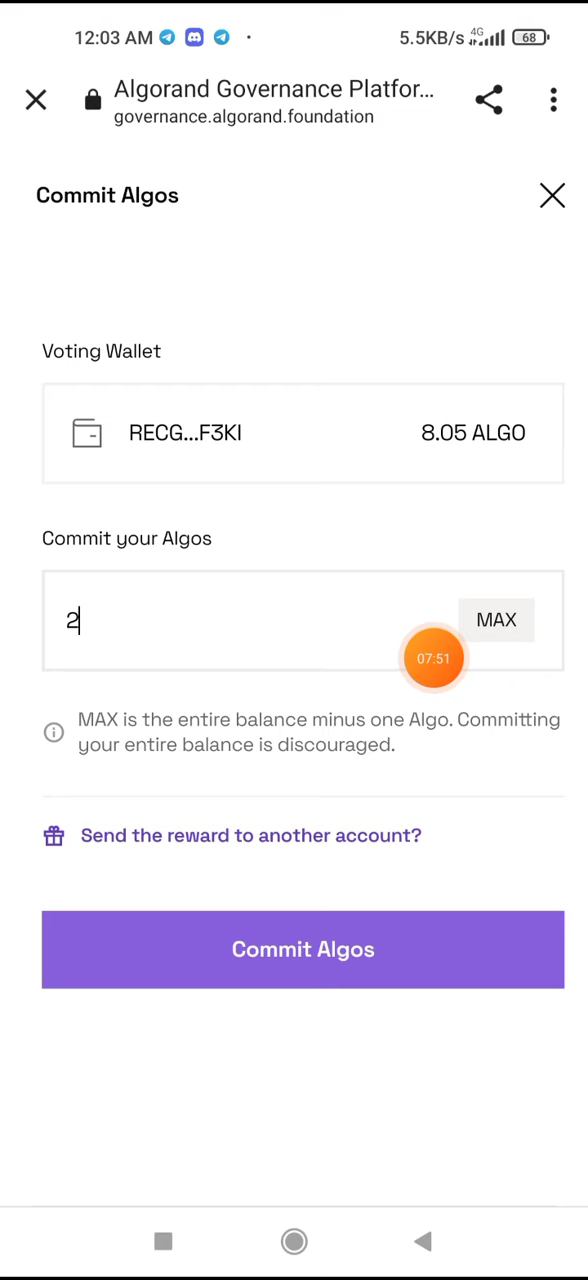 12:03 AM
5.5KB/s 4G 68
Algorand Governance Platfor...
governance.algorand.foundation
Commit Algos
Voting Wallet
RECG...F3KI 8.05 ALGO
Commit your Algos
2 MAX
07:51
MAX is the entire balance minus one Algo. Committing
your entire balance is discouraged.
Send the reward to another account?
Commit Algos